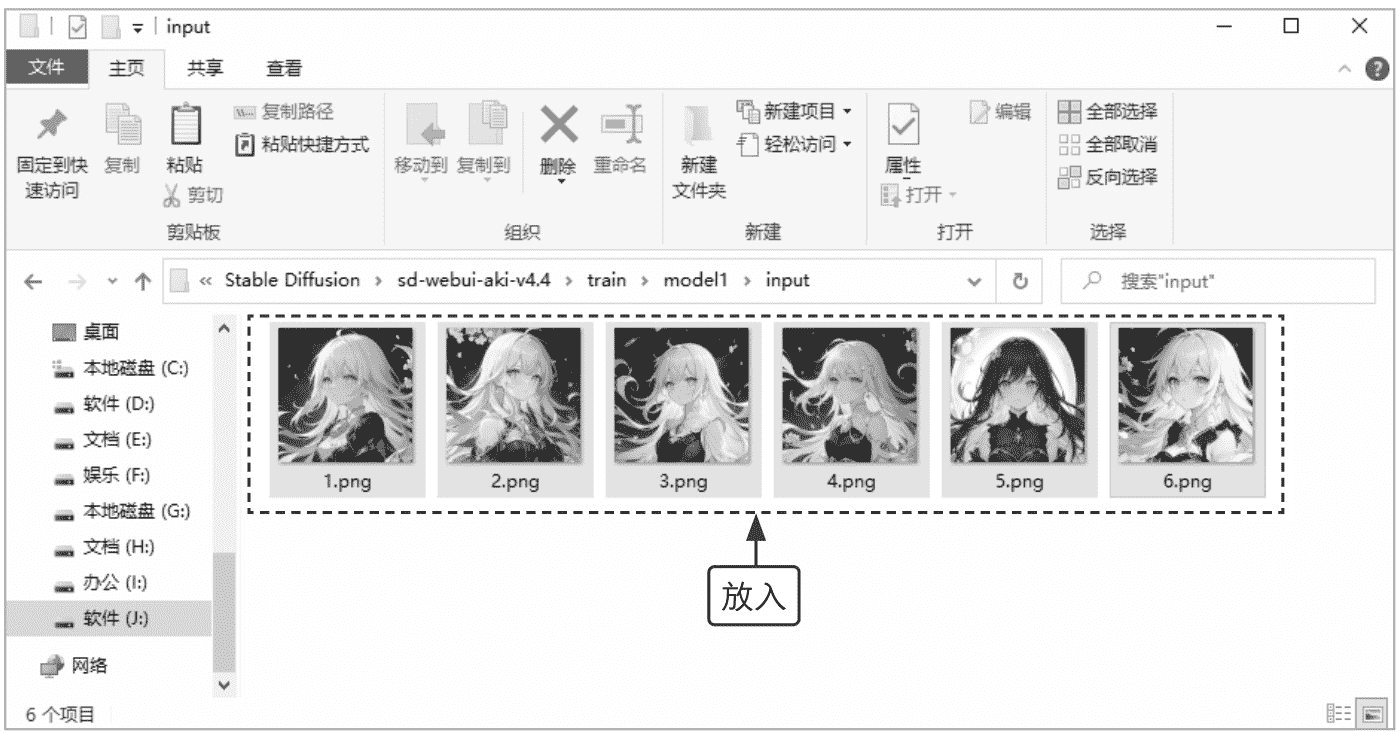 input
文件 主页 共享 查看
固定到快速访问
复制
粘贴
复制路径
粘贴快捷方式
剪切
剪贴板
移动到
复制到
删除
重命名
组织
新建
文件夹
新建项目
轻松访问
新建
属性
打开
编辑
打开
全部选择
全部取消
反向选择
选择
« Stable Diffusion › sd-webui-aki-v4.4 › train › model1 › input
搜索"input"
桌面
本地磁盘 (C:)
软件 (D:)
文档 (E:)
娱乐 (F:)
本地磁盘 (G:)
文档 (H:)
办公 (I:)
软件 (J:)
网络
1.png 2.png 3.png 4.png 5.png 6.png
放入
6 个项目